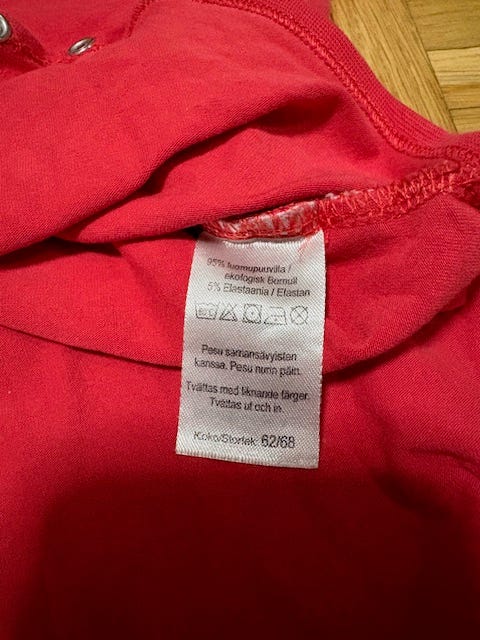 95% luomupuuvilla /
ekologisk Bomull
5% Elastaania / Elastan
Pesu samansävyisten
kanssa. Pesu nurin päin.
Tvättas med liknande färger.
Tvättas ut och in.
Koko/Storlek: 62/68